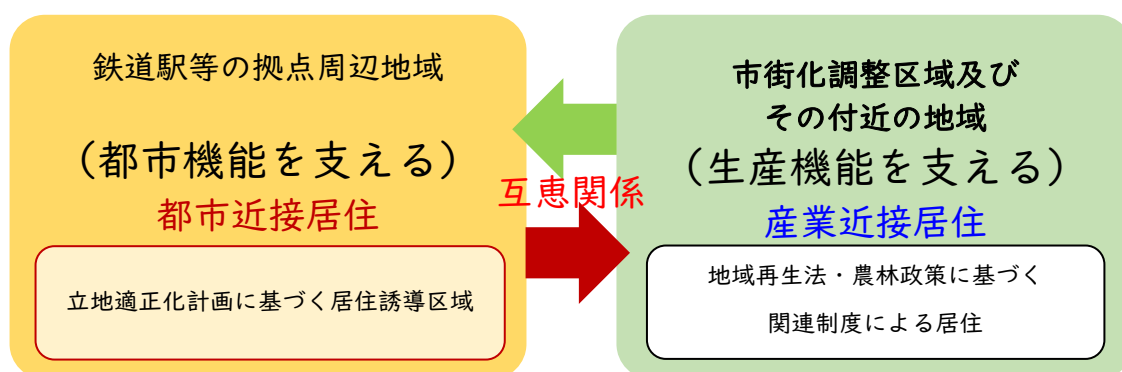 鉄道駅等の拠点周辺地域
（都市機能を支える）
都市近接居住
立地適正化計画に基づく居住誘導区域
互恵関係
市街化調整区域及び
その付近の地域
（生産機能を支える）
産業近接居住
地域再生法・農林政策に基づく
関連制度による居住